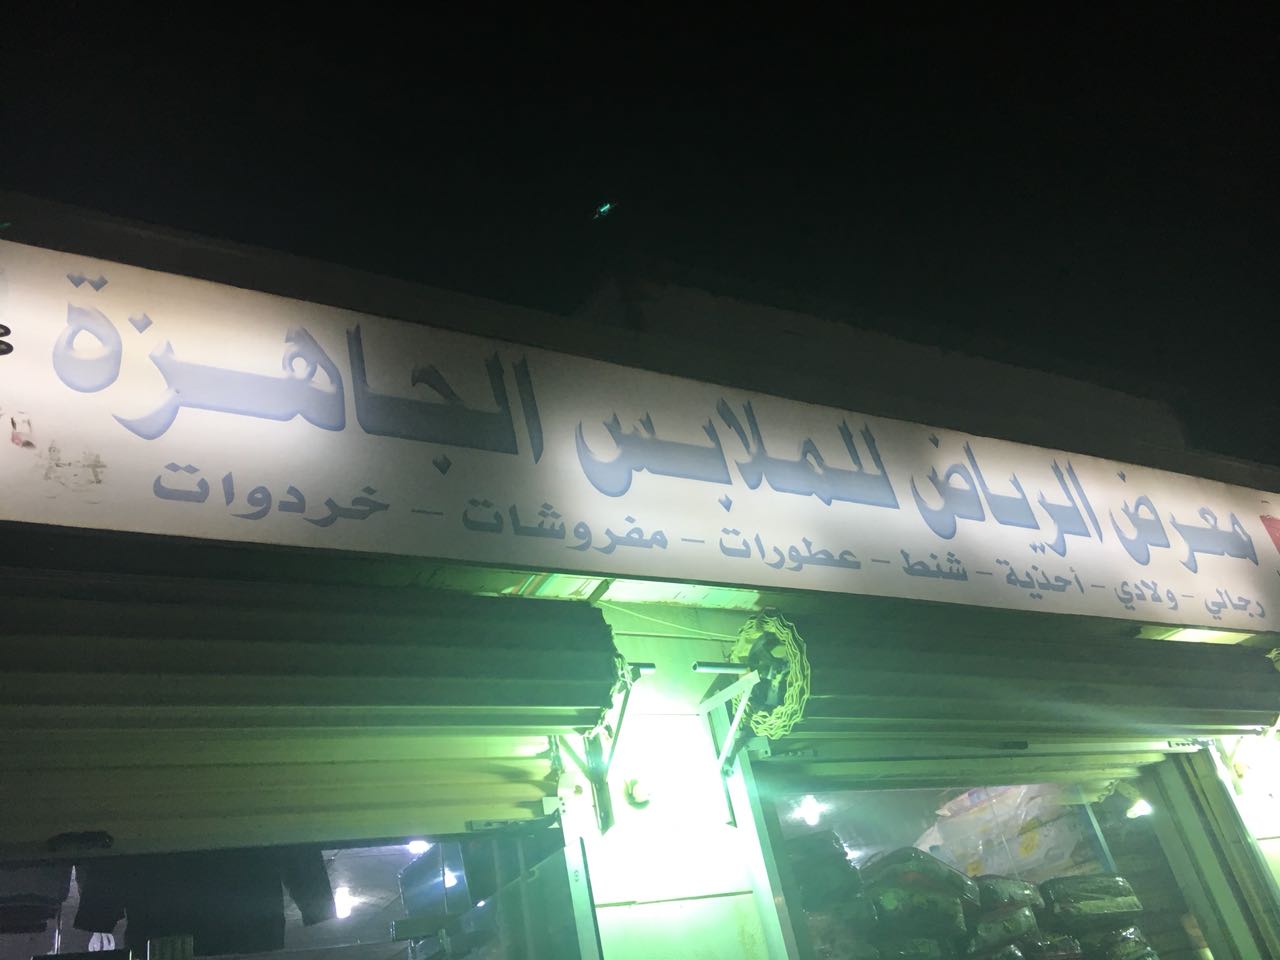 معرض الرياض للملابس الجاهزة
رجالي - ولادي - أحذية - شنط - عطورات - مفروشات - خردوات